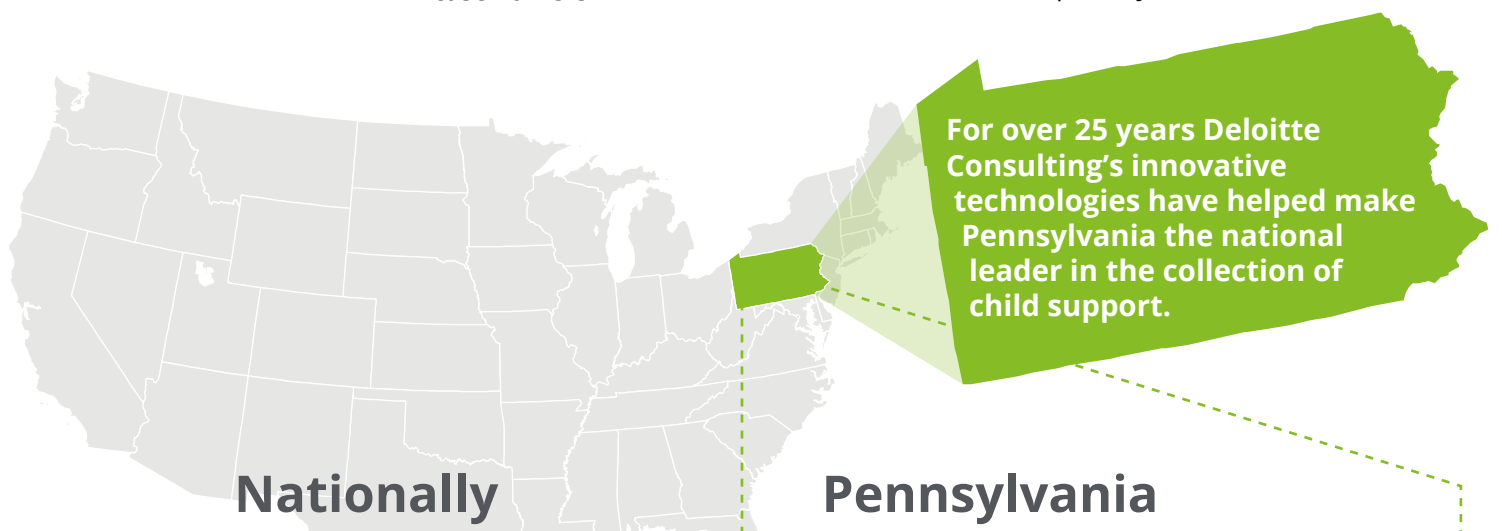 For over 25 years Deloitte
Consulting's innovative
technologies have helped make
Pennsylvania the national
leader in the collection of
child support.
Nationally
Pennsylvania